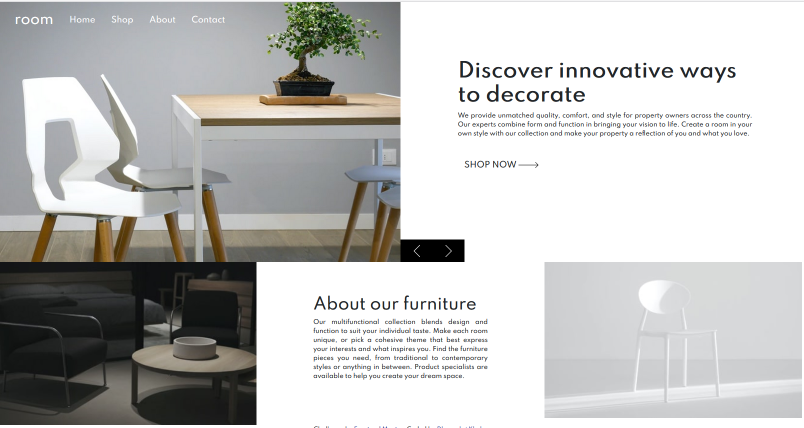 room Home Shop About Contact
Discover innovative ways
to decorate
We provide unmatched quality, comfort, and style for property owners across the country.
Our experts combine form and function in bringing your vision to life. Create a room in your
own style with our collection and make your property a reflection of you and what you love.
SHOP NOW
About our furniture
Our multifunctional collection blends design and
function to suit your individual taste. Make each room
unique, or pick a cohesive theme that best express
your interests and what inspires you. Find the furniture
pieces you need, from traditional to contemporary
styles or anything in between. Product specialists are
available to help you create your dream space.